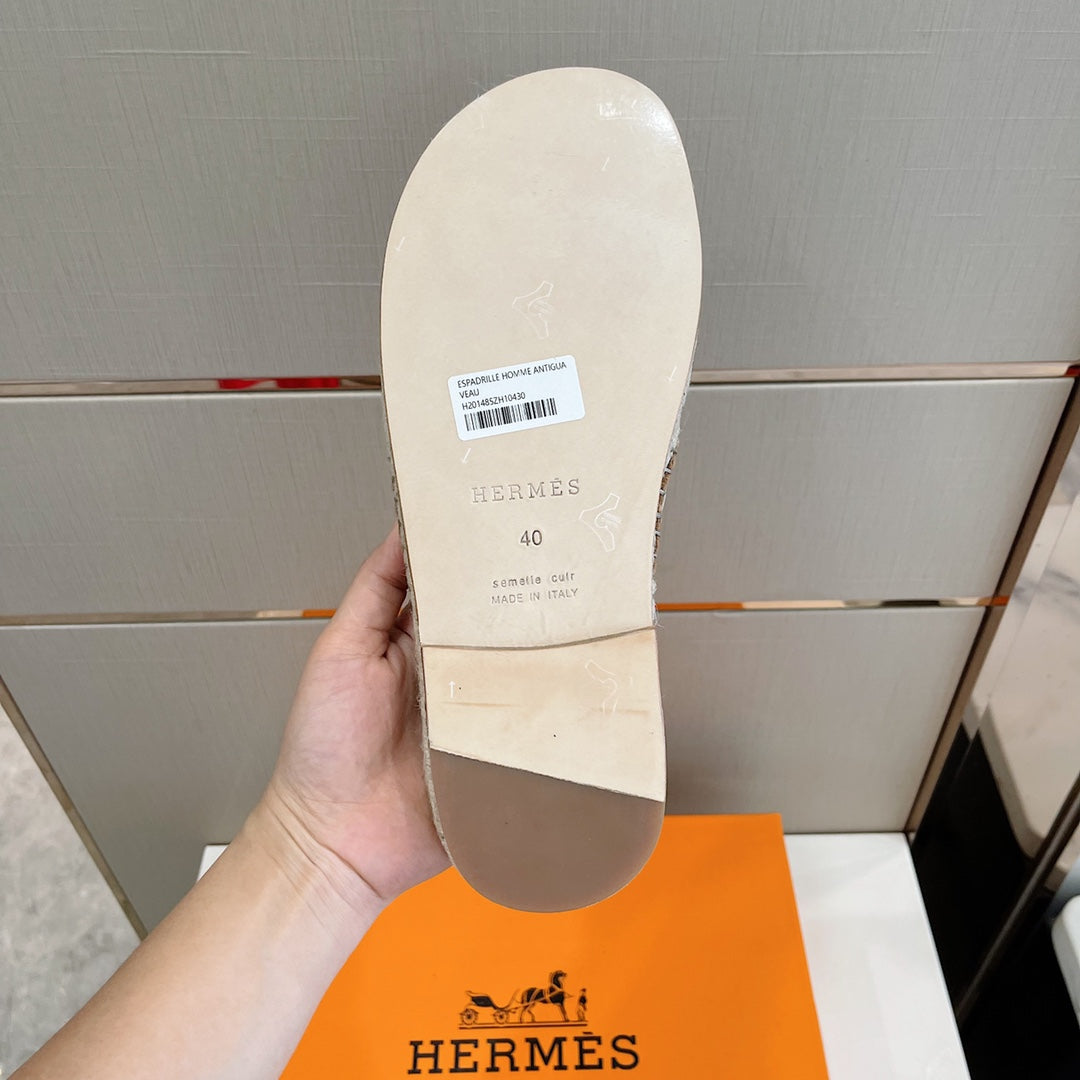 ESPADRILLE HOMME ANTIGUA
VEAU
H201485ZH10430
HERMÈS
40
semelle cuir
MADE IN ITALY
HERMÈS